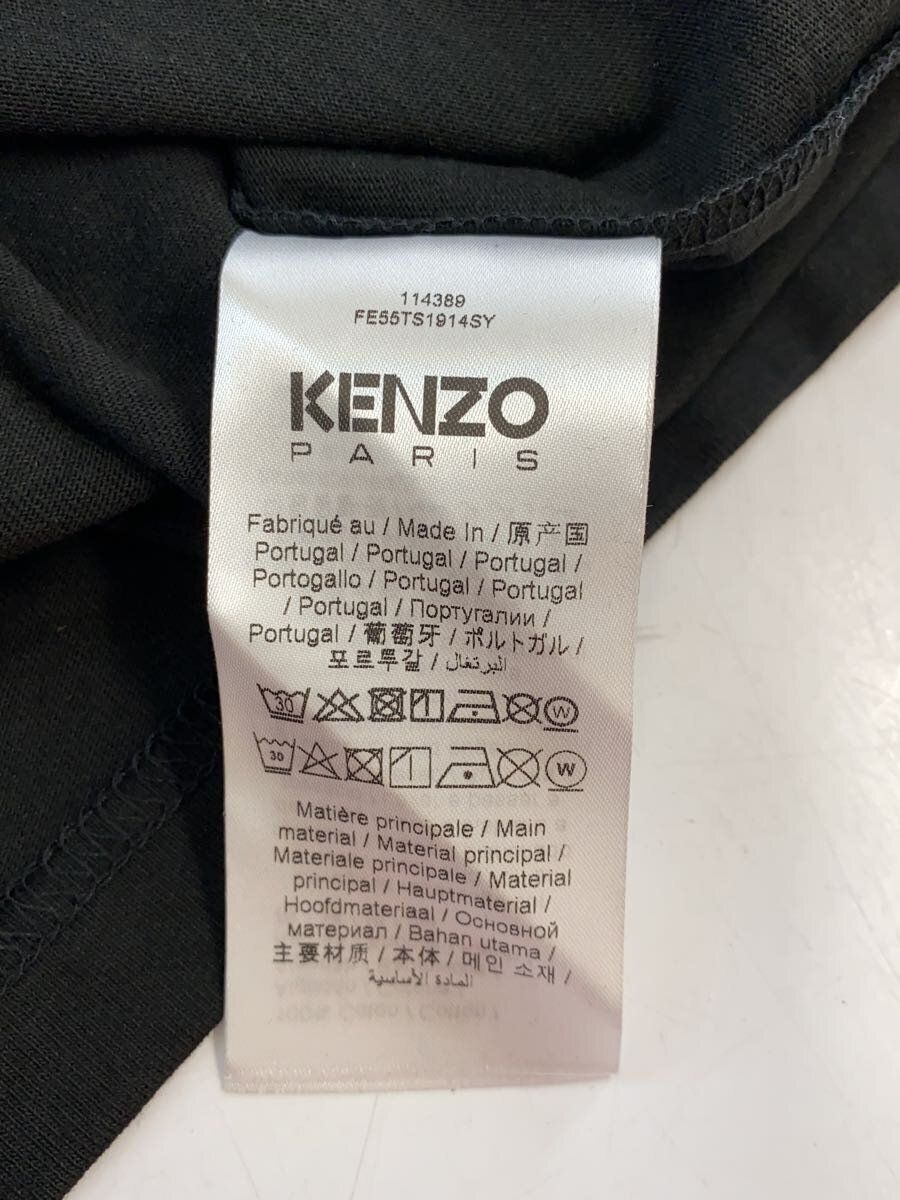 114389
FE55TS1914SY
KENZO
PARIS
Fabriqué au / Made In / 原产国
Portugal / Portugal / Portugal /
Portogallo / Portugal / Portugal
/ Portugal / Португалии /
Portugal / 葡萄牙 / ポルトガル /
포르투갈 / البرتغال
30 W
30 W
Matière principale / Main
material / Material principal /
Materiale principale / Material
principal / Hauptmaterial /
Hoofdmateriaal / Основной
материал / Bahan utama /
主要材质 / 本体 / 메인 소재 /
المادة الأساسية